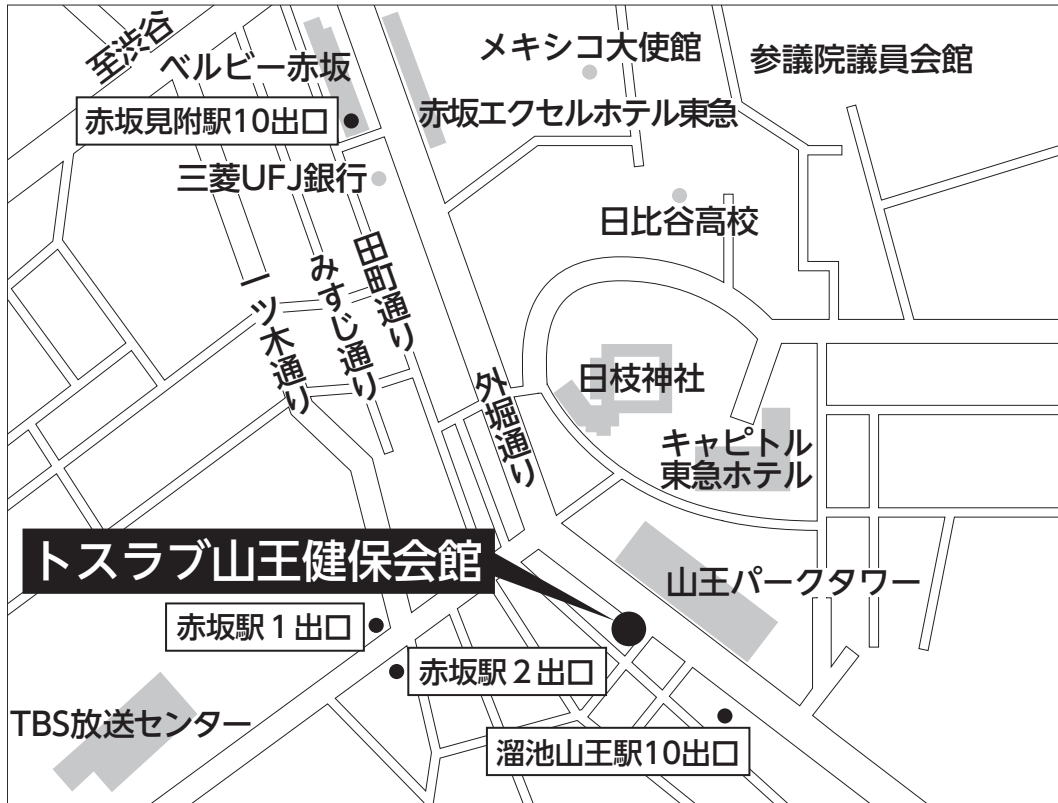 至渋谷
ベルビー赤坂
メキシコ大使館
参議院議員会館
赤坂見附駅10出口
赤坂エクセルホテル東急
三菱UFJ銀行
日比谷高校
一ツ木通り
みすじ通り
田町通り
外堀通り
日枝神社
キャピトル
東急ホテル
トスラブ山王健保会館
山王パークタワー
赤坂駅1出口
赤坂駅2出口
TBS放送センター
溜池山王駅10出口